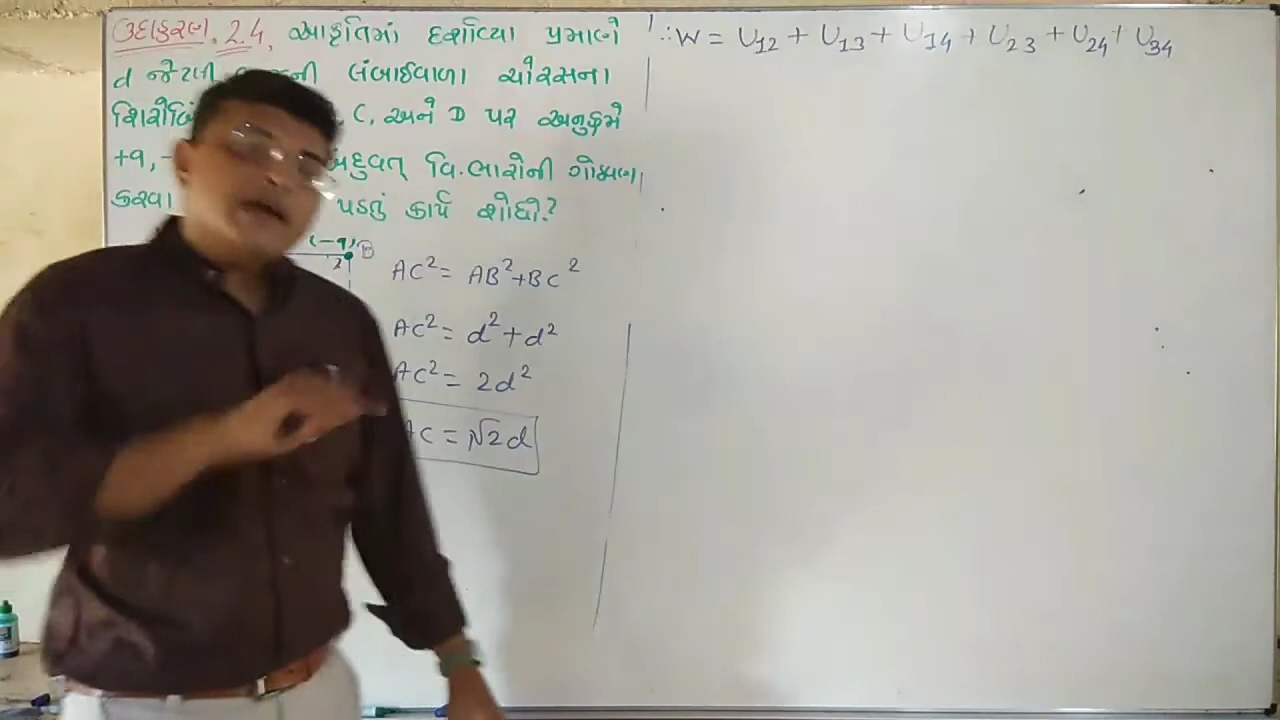 ઉદાહરણ. 2.4, આકૃતિમાં દર્શાવ્યા પ્રમાણે
d જેટલી ની લંબાઈવાળા ચોરસના
C, અને D પર અનુક્રમે
+q, - બિંદુવત્ વિ.ભારોની ગોઠવણ
કરવા પડતું કાર્ય શોધો?
(-q) B
2
AC² = AB² + BC²
AC² = d² + d²
AC² = 2d²
AC = √2 d
∴ W = U₁₂ + U₁₃ + U₁₄ + U₂₃ + U₂₄ + U₃₄